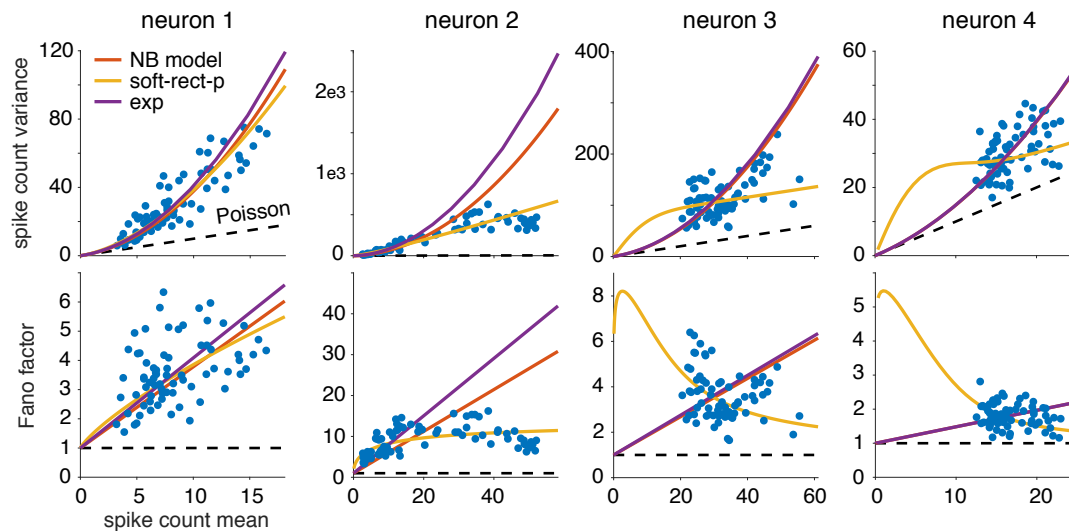 neuron 1 neuron 2 neuron 3 neuron 4
spike count variance
120
80
40
0
NB model
soft-rect-p
exp
Poisson
2e3
1e3
0
400
200
0
60
40
20
0
Fano factor
6
5
4
3
2
1
0
0 5 10 15
spike count mean
40
30
20
10
0
0 20 40
8
6
4
2
0
0 20 40 60
5
4
3
2
1
0
0 10 20